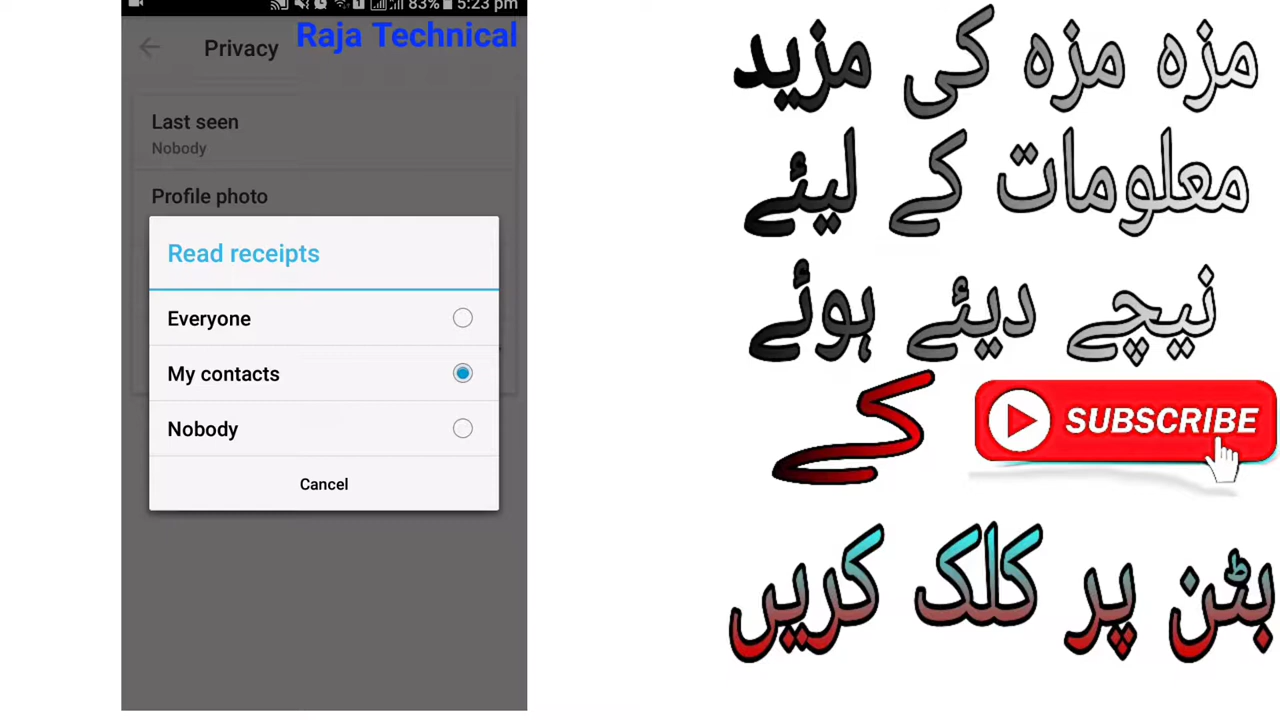 83% 5:23 pm
Raja Technical
Privacy
Last seen
Nobody
Profile photo
Read receipts
Everyone
My contacts
Nobody
Cancel
مزہ مزہ کی مزید
معلومات کے لیئے
نیچے دیئے ہوئے
SUBSCRIBE کے
بٹن پر کلک کریں